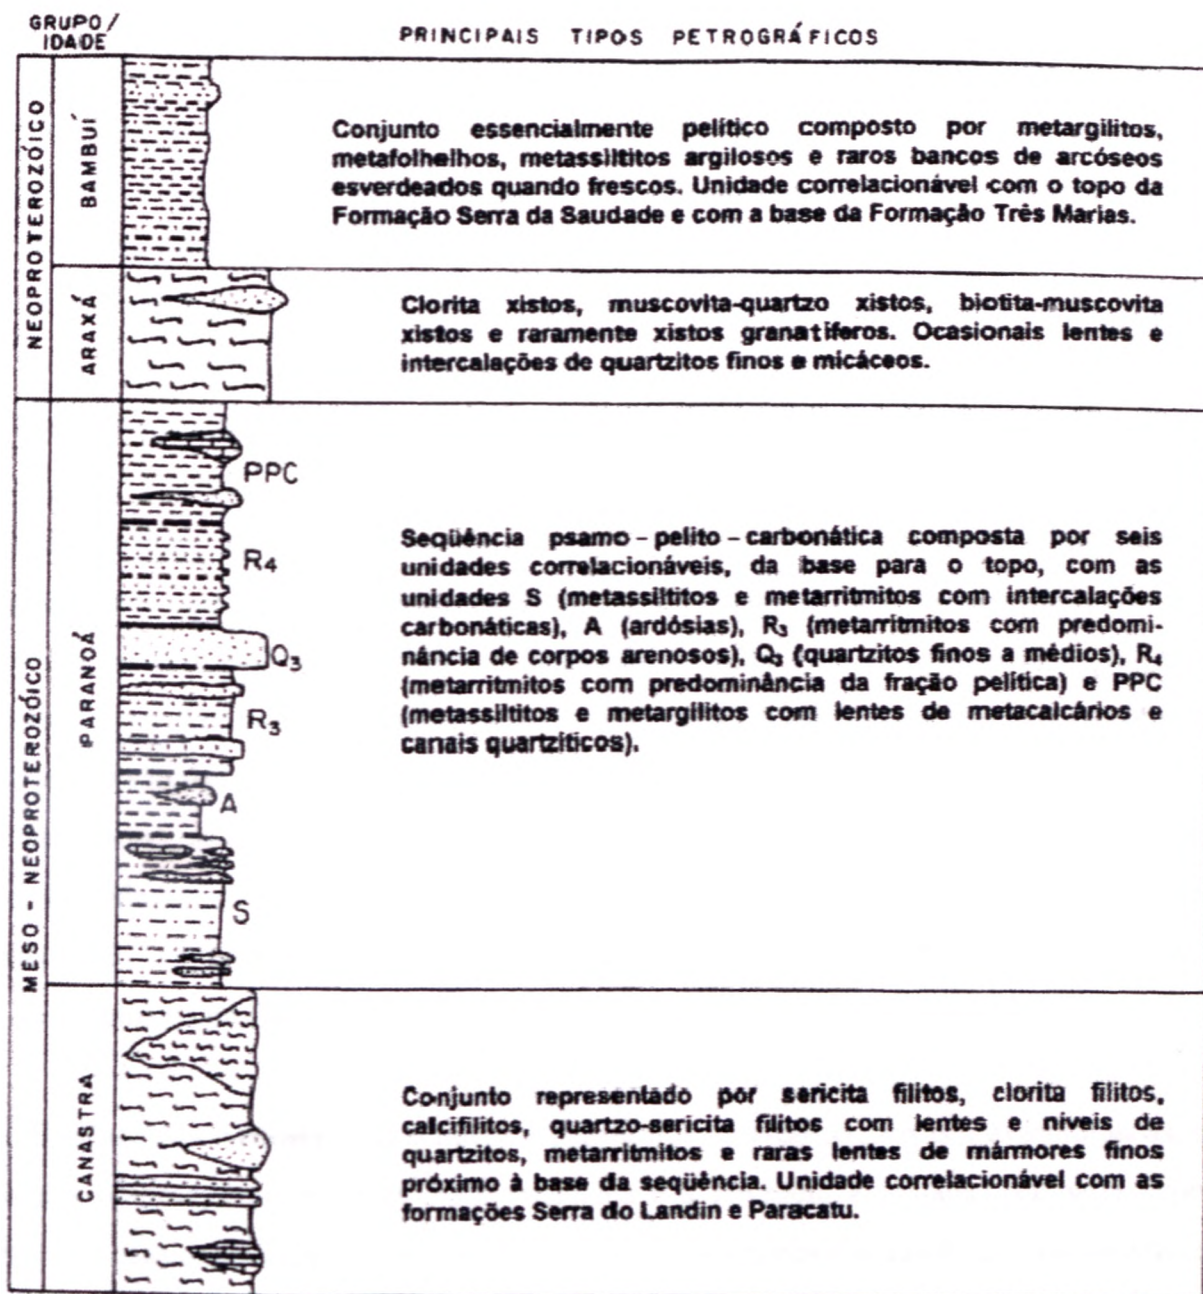 GRUPO/
IDADE
PRINCIPAIS TIPOS PETROGRÁFICOS
NEOPROTEROZÓICO
BAMBUÍ
Conjunto essencialmente pelítico composto por metargilitos,
metafolhelhos, metassiltitos argilosos e raros bancos de arcóseos
esverdeados quando frescos. Unidade correlacionável com o topo da
Formação Serra da Saudade e com a base da Formação Três Marias.
ARAXÁ
Clorita xistos, muscovita-quartzo xistos, biotita-muscovita
xistos e raramente xistos granatíferos. Ocasionais lentes e
intercalações de quartzitos finos e micáceos.
MESO - NEOPROTEROZÓICO
PARANOÁ
PPC
R4
Q3
R3
A
S
Seqüência psamo – pelito – carbonática composta por seis
unidades correlacionáveis, da base para o topo, com as
unidades S (metassiltitos e metarritmitos com intercalações
carbonáticas), A (ardósias), R₃ (metarritmitos com predomi-
nância de corpos arenosos), Q₃ (quartzitos finos a médios), R₄
(metarritmitos com predominância da fração pelítica) e PPC
(metassiltitos e metargilitos com lentes de metacalcários e
canais quartzíticos).
CANASTRA
Conjunto representado por sericita filitos, clorita filitos,
calcifilitos, quartzo-sericita filitos com lentes e níveis de
quartzitos, metarritmitos e raras lentes de mármores finos
próximo à base da seqüência. Unidade correlacionável com as
formações Serra do Landin e Paracatu.